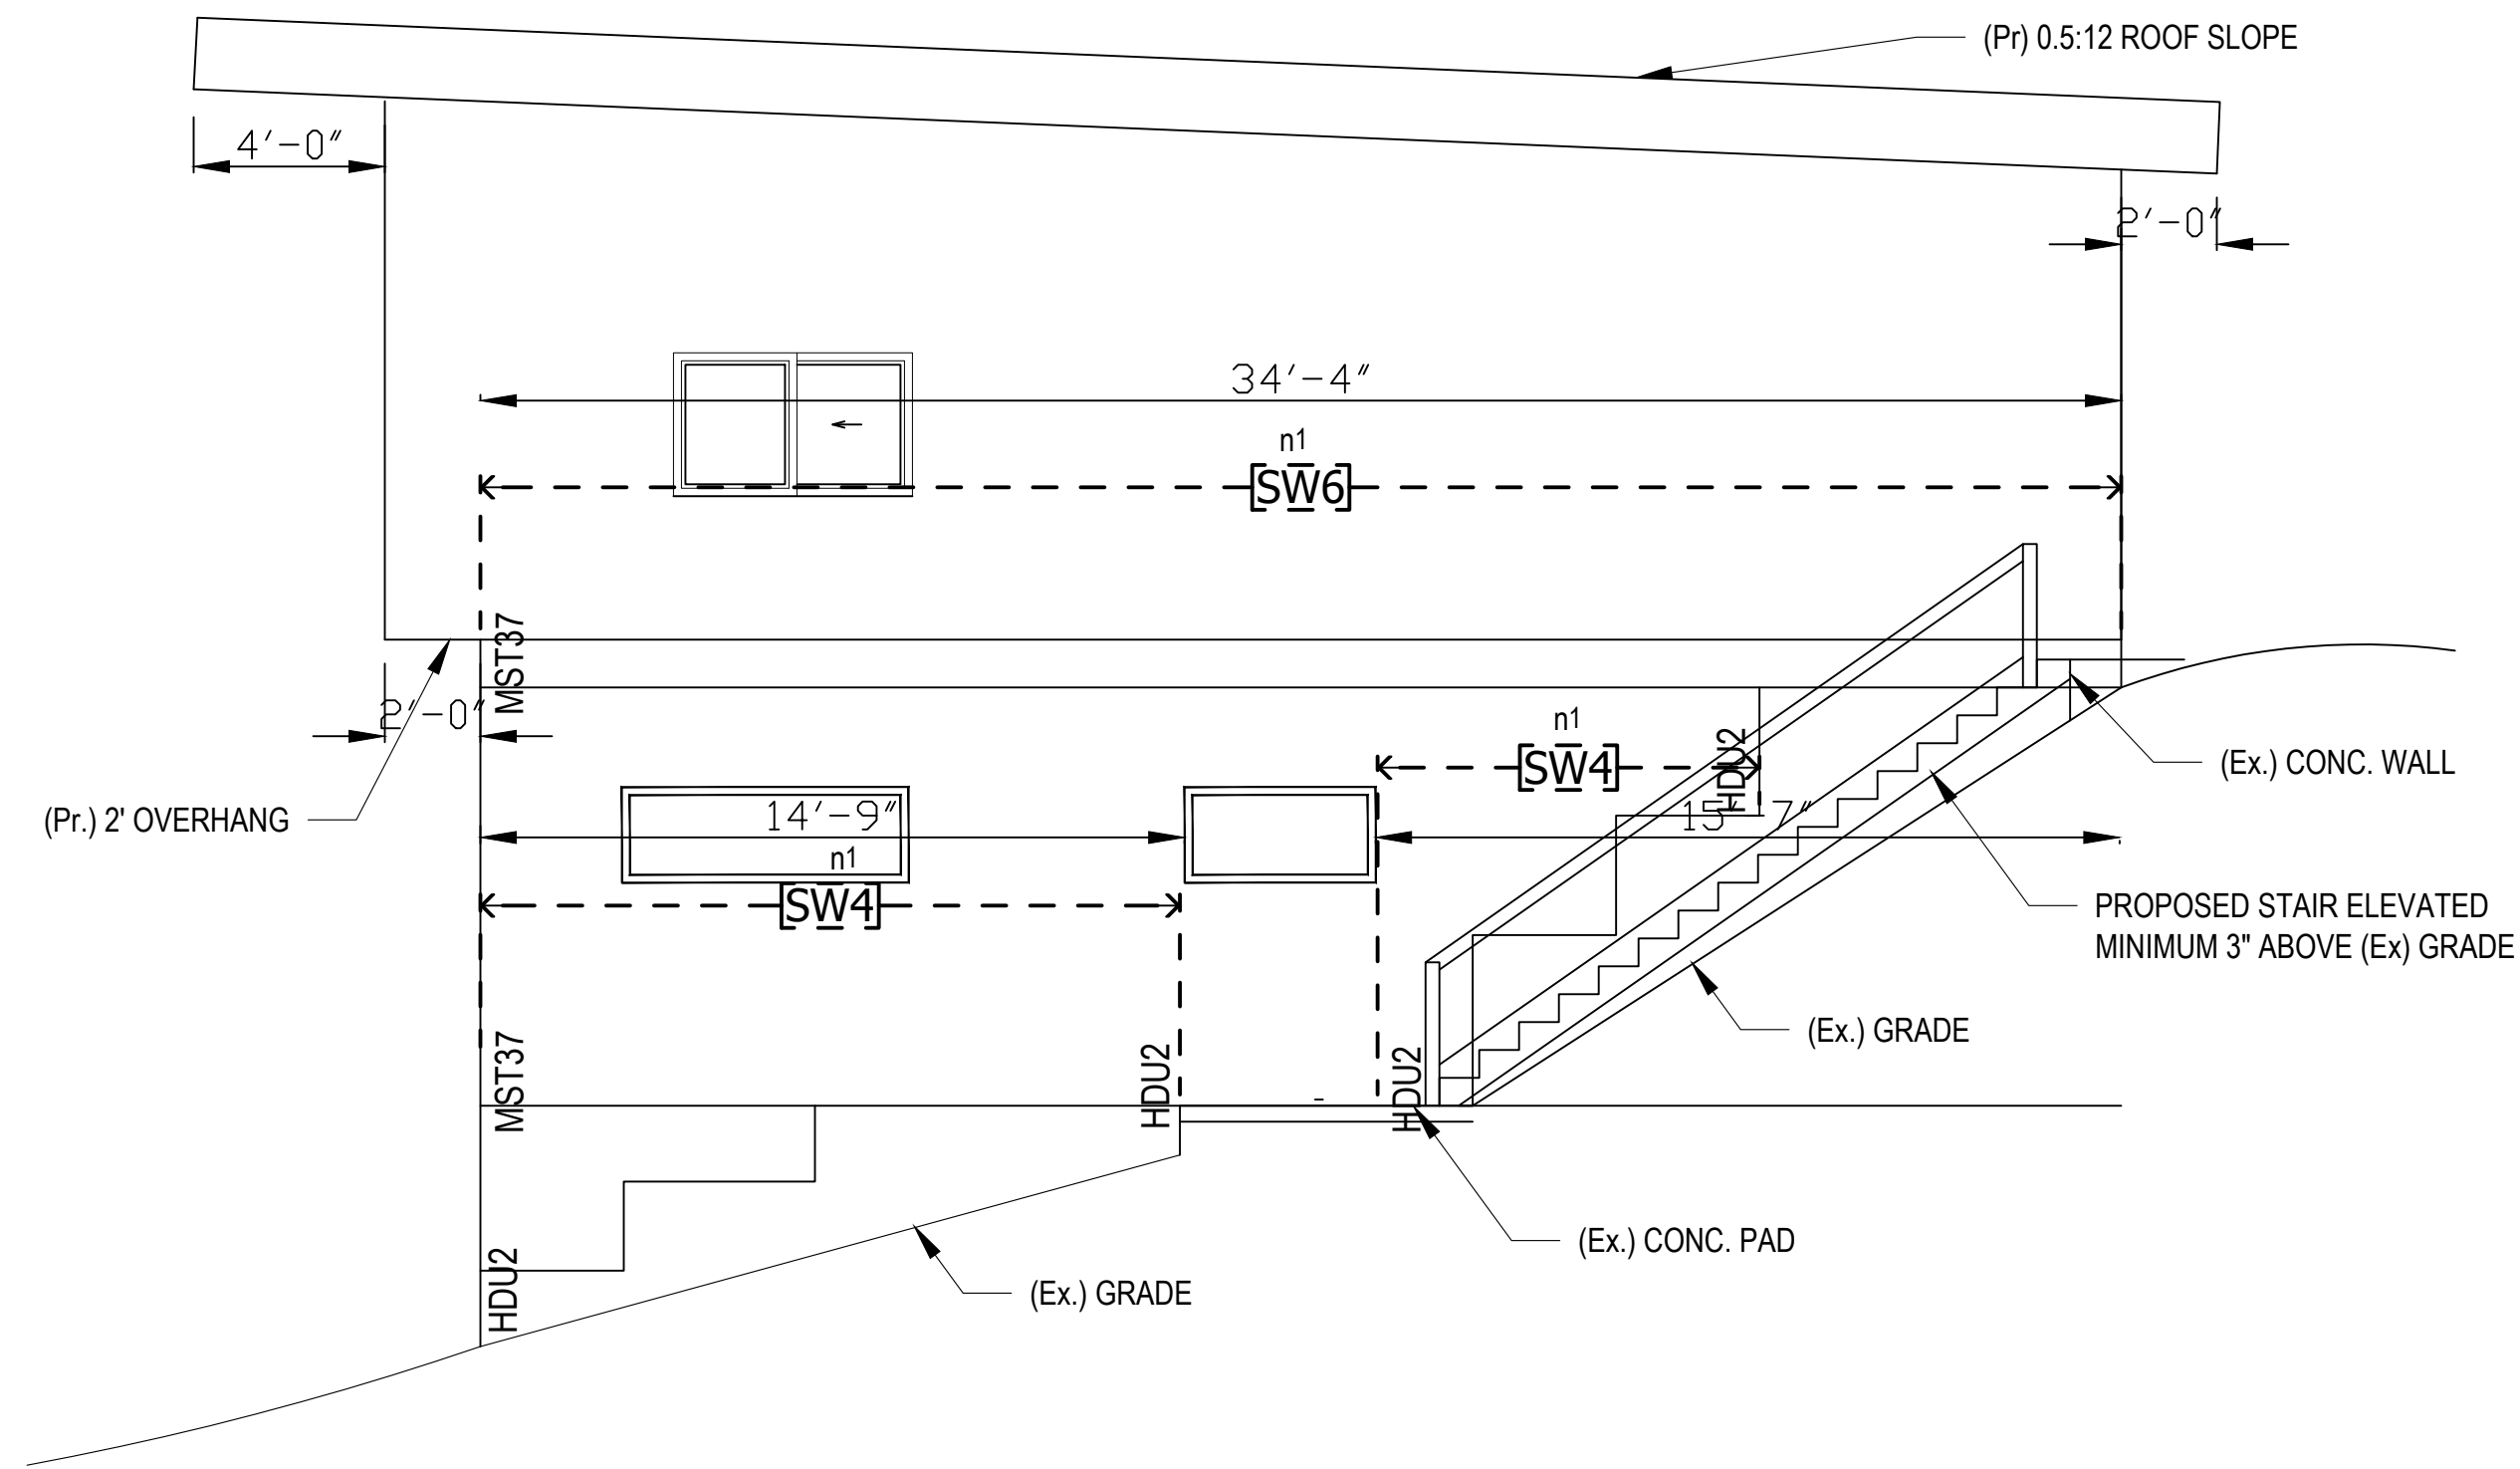 (Pr) 0.5:12 ROOF SLOPE
4'-0"
2'-0"
34'-4"
n1
SW6
MST37
2'-0"
n1
SW4
HDU2
(Ex.) CONC. WALL
(Pr.) 2' OVERHANG
14'-9"
15'-7"
n1
SW4
PROPOSED STAIR ELEVATED
MINIMUM 3" ABOVE (Ex) GRADE
(Ex.) GRADE
MST37
HDU2
HDU2
(Ex.) CONC. PAD
HDU2
(Ex.) GRADE